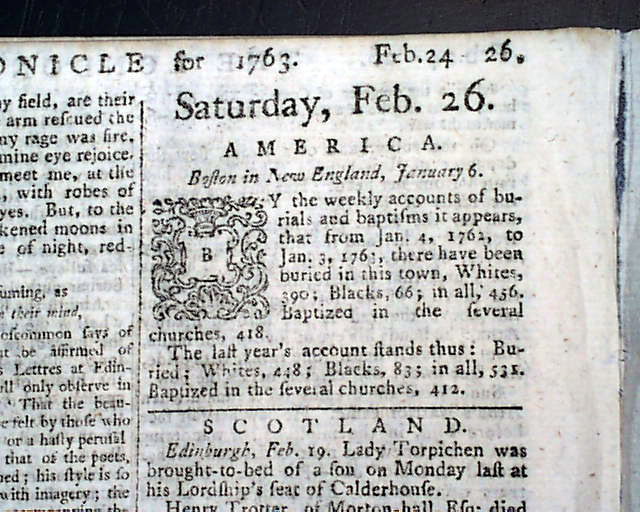 ONICLE for 1763. Feb. 24 26.
y field, are their
arm rescued the
ny rage was fire.
mine eye rejoice.
meet me, at the
, with robes of
yes. But, to the
kened moons in
e of night, red-
suming, as
their mind,
oscommon says of
t be affirmed of
s Lettres at Edin-
ll only observe in
That the beau-
e felt by those who
or a hasty perusal
that of the poets,
ned; his style is so
with imagery; the
Saturday, Feb. 26.
AMERICA.
Boſton in New England, January 6.
BY the weekly accounts of bu-
rials and baptiſms it appears,
that from Jan. 4, 1762, to
Jan. 3, 1763, there have been
buried in this town, Whites,
390; Blacks, 66; in all, 456.
Baptized in the ſeveral
churches, 418.
The laſt year's account ſtands thus: Bu-
ried; Whites, 448; Blacks, 83; in all, 531.
Baptized in the ſeveral churches, 412.
SCOTLAND.
Edinburgh, Feb. 19. Lady Torpichen was
brought-to-bed of a ſon on Monday laſt at
his Lordſhip's ſeat of Calderhouſe.
Henry Trotter, of Morton-hall, Eſq; died